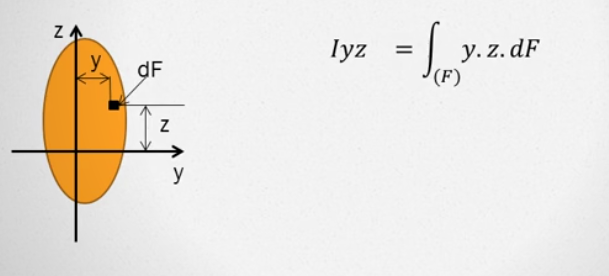 z
y
dF
z
y
Iyz = ∫(F) y.z.dF